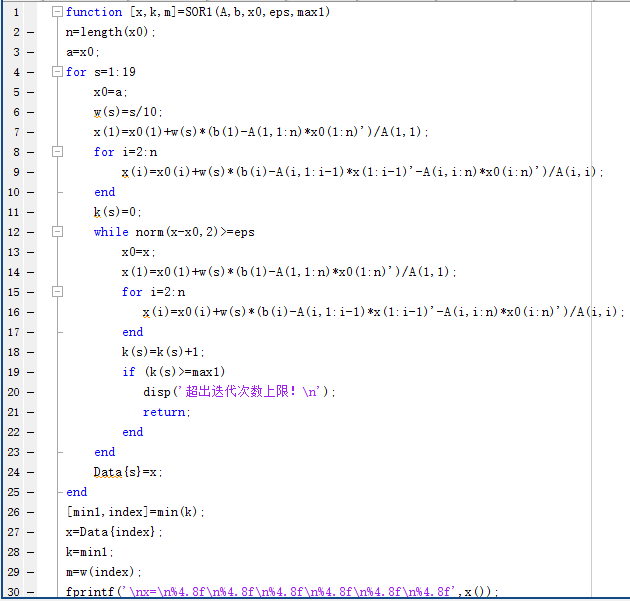 1 function [x,k,m]=SOR1(A,b,x0,eps,max1)
2 — n=length(x0);
3 — a=x0;
4 — for s=1:19
5 — x0=a;
6 — w(s)=s/10;
7 — x(1)=x0(1)+w(s)*(b(1)-A(1,1:n)*x0(1:n)')/A(1,1);
8 — for i=2:n
9 — x(i)=x0(i)+w(s)*(b(i)-A(i,1:i-1)*x(1:i-1)'-A(i,i:n)*x0(i:n)')/A(i,i);
10 — end
11 — k(s)=0;
12 — while norm(x-x0,2)>=eps
13 — x0=x;
14 — x(1)=x0(1)+w(s)*(b(1)-A(1,1:n)*x0(1:n)')/A(1,1);
15 — for i=2:n
16 — x(i)=x0(i)+w(s)*(b(i)-A(i,1:i-1)*x(1:i-1)'-A(i,i:n)*x0(i:n)')/A(i,i);
17 — end
18 — k(s)=k(s)+1;
19 — if (k(s)>=max1)
20 — disp('超出迭代次数上限! \n');
21 — return;
22 — end
23 — end
24 — Data{s}=x;
25 — end
26 — [min1,index]=min(k);
27 — x=Data{index};
28 — k=min1;
29 — m=w(index);
30 — fprintf('\nx=\n%4.8f\n%4.8f\n%4.8f\n%4.8f\n%4.8f\n%4.8f',x());